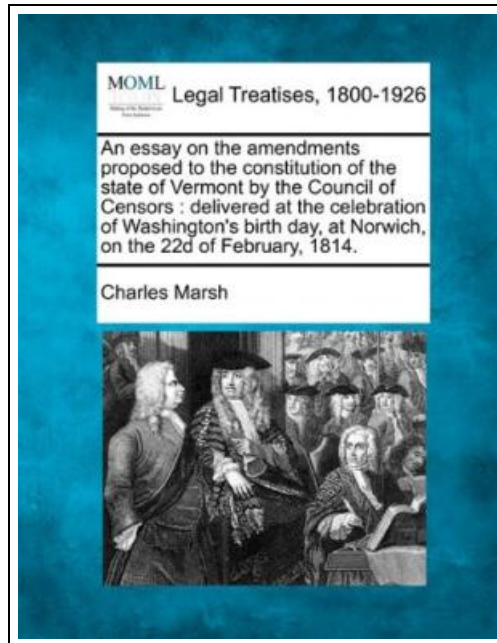 MOML
Legal Treatises, 1800-1926
An essay on the amendments
proposed to the constitution of the
state of Vermont by the Council of
Censors : delivered at the celebration
of Washington's birth day, at Norwich,
on the 22d of February, 1814.
Charles Marsh